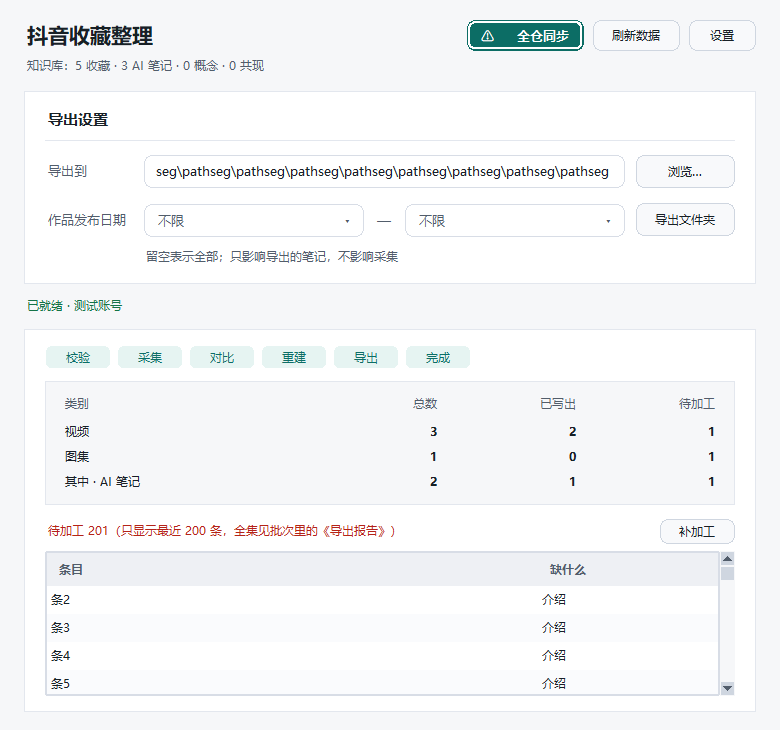 抖音收藏整理
全仓同步 刷新数据 设置
知识库：5 收藏 · 3 AI 笔记 · 0 概念 · 0 共现
导出设置
导出到 seg\pathseg\pathseg\pathseg\pathseg\pathseg\pathseg\pathseg\pathseg 浏览...
作品发布日期 不限 — 不限 导出文件夹
留空表示全部；只影响导出的笔记，不影响采集
已就绪 · 测试账号
校验 采集 对比 重建 导出 完成
类别 总数 已写出 待加工
视频 3 2 1
图集 1 0 1
其中 · AI 笔记 2 1 1
待加工 201（只显示最近 200 条，全集见批次里的《导出报告》） 补加工
条目 缺什么
条2 介绍
条3 介绍
条4 介绍
条5 介绍